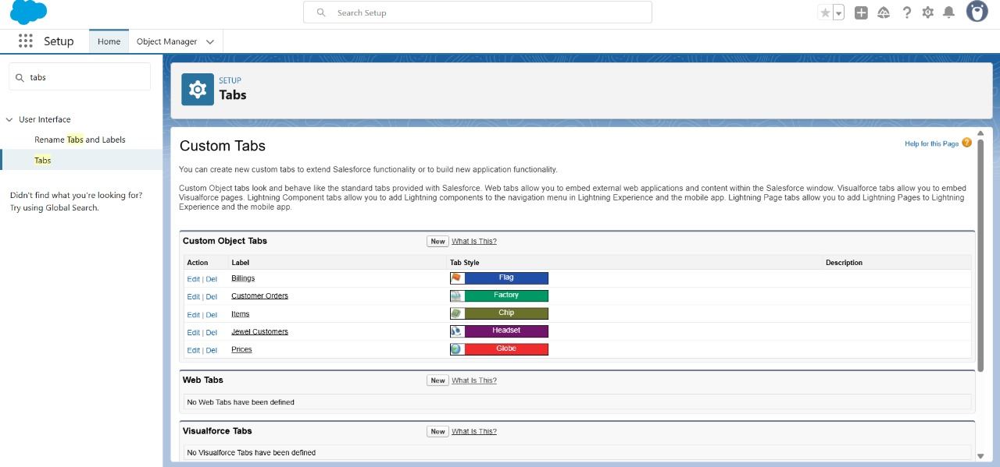 Search Setup
Setup
Home
Object Manager
tabs
User Interface
Rename Tabs and Labels
Tabs
Didn't find what you're looking for?
Try using Global Search.
SETUP
Tabs
Custom Tabs
Help for this Page ?
You can create new custom tabs to extend Salesforce functionality or to build new application functionality.
Custom Object tabs look and behave like the standard tabs provided with Salesforce. Web tabs allow you to embed external web applications and content within the Salesforce window. Visualforce tabs allow you to embed
Visualforce pages. Lightning Component tabs allow you to add Lightning components to the navigation menu in Lightning Experience and the mobile app. Lightning Page tabs allow you to add Lightning Pages to Lightning
Experience and the mobile app.
Custom Object Tabs New What Is This?
Action Label Tab Style Description
Edit | Del Billings Flag
Edit | Del Customer Orders Factory
Edit | Del Items Chip
Edit | Del Jewel Customers Headset
Edit | Del Prices Globe
Web Tabs New What Is This?
No Web Tabs have been defined
Visualforce Tabs New What Is This?
No Visualforce Tabs have been defined